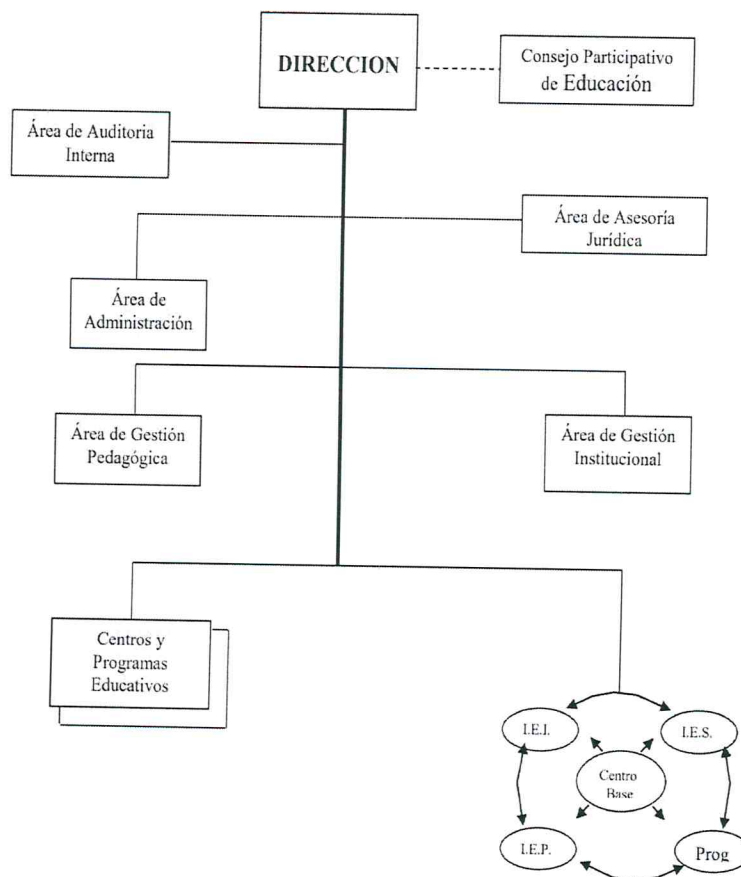 DIRECCION
Consejo Participativo
de Educación
Área de Auditoria
Interna
Área de Asesoría
Jurídica
Área de
Administración
Área de Gestión
Pedagógica
Área de Gestión
Institucional
Centros y
Programas
Educativos
I.E.I.
I.E.S.
Centro
Base
I.E.P.
Prog